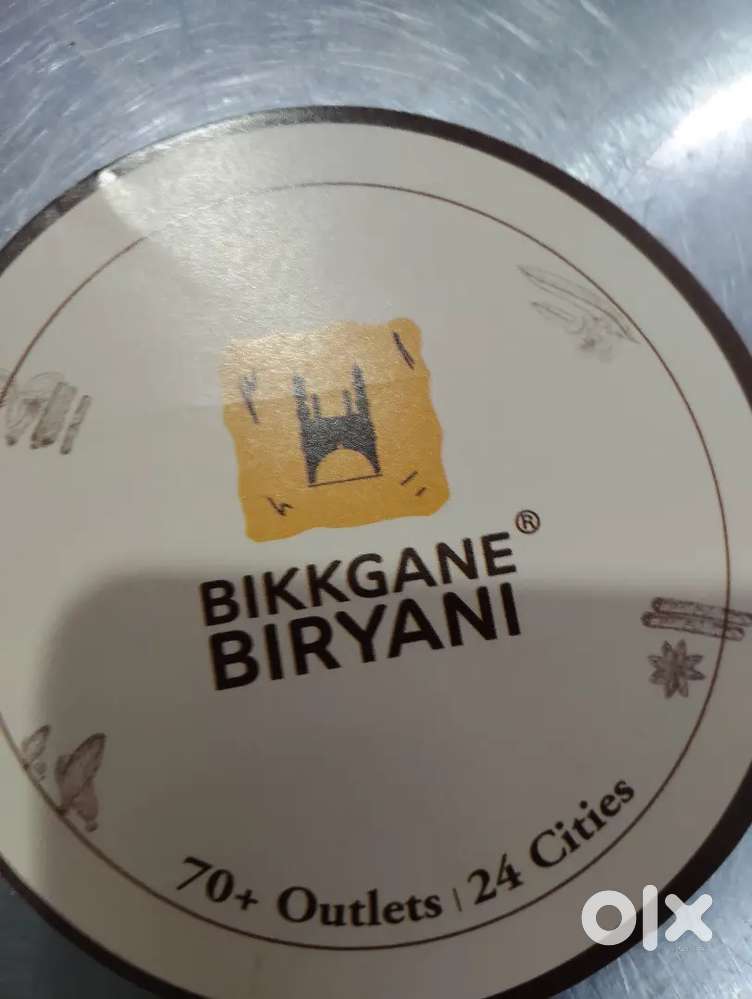 BIKKGANE®
BIRYANI
70+ Outlets | 24 Cities
olx